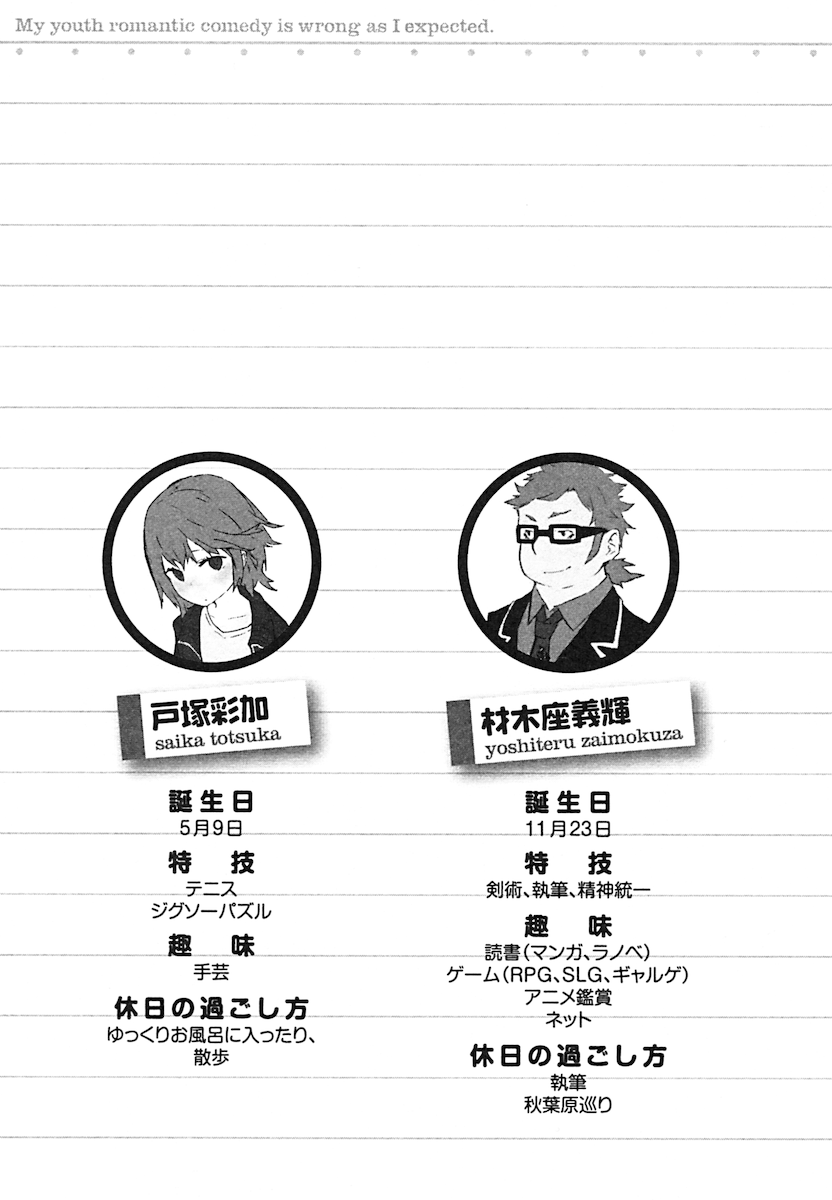 My youth romantic comedy is wrong as I expected.
戸塚彩加
saika totsuka
誕生日
5月9日
特　技
テニス
ジグソーパズル
趣　味
手芸
休日の過ごし方
ゆっくりお風呂に入ったり、
散歩
材木座義輝
yoshiteru zaimokuza
誕生日
11月23日
特　技
剣術、執筆、精神統一
趣　味
読書（マンガ、ラノベ）
ゲーム（RPG、SLG、ギャルゲ）
アニメ鑑賞
ネット
休日の過ごし方
執筆
秋葉原巡り